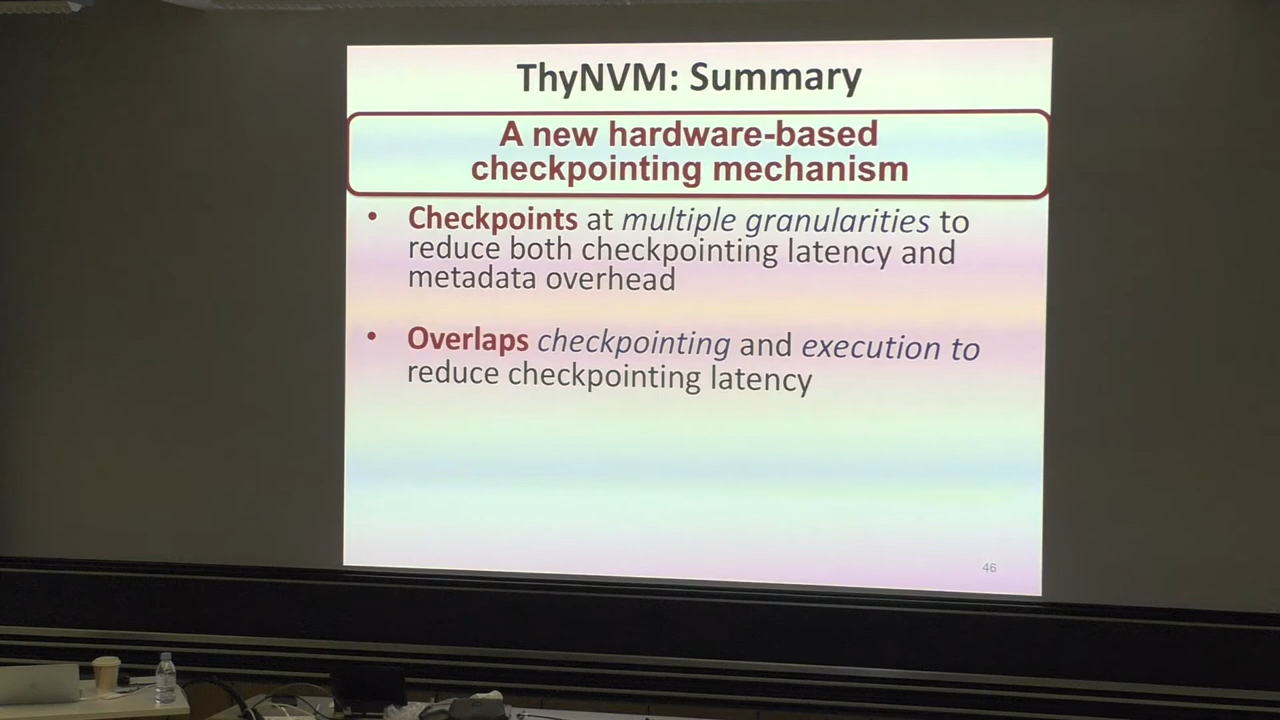 ThyNVM: Summary
A new hardware-based
checkpointing mechanism
• Checkpoints at multiple granularities to
reduce both checkpointing latency and
metadata overhead
• Overlaps checkpointing and execution to
reduce checkpointing latency
46